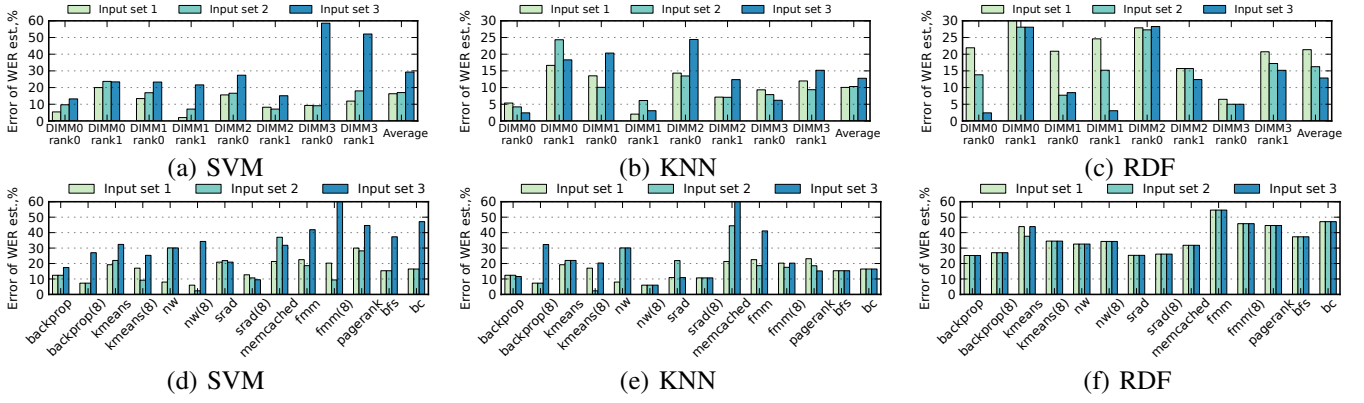 Input set 1 Input set 2 Input set 3
Error of WER est.,%
60
50
40
30
20
10
0
DIMM0 rank0
DIMM0 rank1
DIMM1 rank0
DIMM1 rank1
DIMM2 rank0
DIMM2 rank1
DIMM3 rank0
DIMM3 rank1
Average
(a) SVM
Input set 1 Input set 2 Input set 3
Error of WER est.,%
30
25
20
15
10
5
0
DIMM0 rank0
DIMM0 rank1
DIMM1 rank0
DIMM1 rank1
DIMM2 rank0
DIMM2 rank1
DIMM3 rank0
DIMM3 rank1
Average
(b) KNN
Input set 1 Input set 2 Input set 3
Error of WER est.,%
30
25
20
15
10
5
0
DIMM0 rank0
DIMM0 rank1
DIMM1 rank0
DIMM1 rank1
DIMM2 rank0
DIMM2 rank1
DIMM3 rank0
DIMM3 rank1
Average
(c) RDF
Input set 1 Input set 2 Input set 3
Error of WER est.,%
60
50
40
30
20
10
0
backprop
backprop(8)
kmeans
kmeans(8)
nw
nw(8)
srad
srad(8)
memcached
fmm
fmm(8)
pagerank
bfs
bc
(d) SVM
Input set 1 Input set 2 Input set 3
Error of WER est.,%
60
50
40
30
20
10
0
backprop
backprop(8)
kmeans
kmeans(8)
nw
nw(8)
srad
srad(8)
memcached
fmm
fmm(8)
pagerank
bfs
bc
(e) KNN
Input set 1 Input set 2 Input set 3
Error of WER est.,%
60
50
40
30
20
10
0
backprop
backprop(8)
kmeans
kmeans(8)
nw
nw(8)
srad
srad(8)
memcached
fmm
fmm(8)
pagerank
bfs
bc
(f) RDF